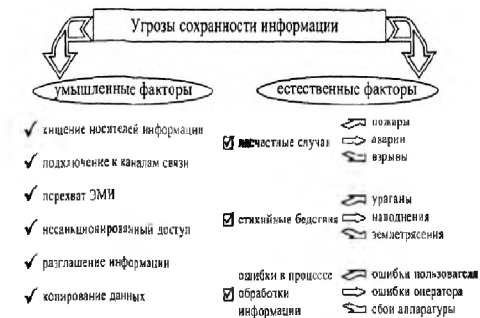 Угрозы сохранности информации
умышленные факторы
естественные факторы
хищение носителей информации
подключение к каналам связи
перехват ЭМИ
несанкционированный доступ
разглашение информации
копирование данных
несчастные случаи
пожары
аварии
взрывы
стихийные бедствия
ураганы
наводнения
землетрясения
ошибки в процессе
обработки
информации
ошибки пользователя
ошибки оператора
сбои аппаратуры